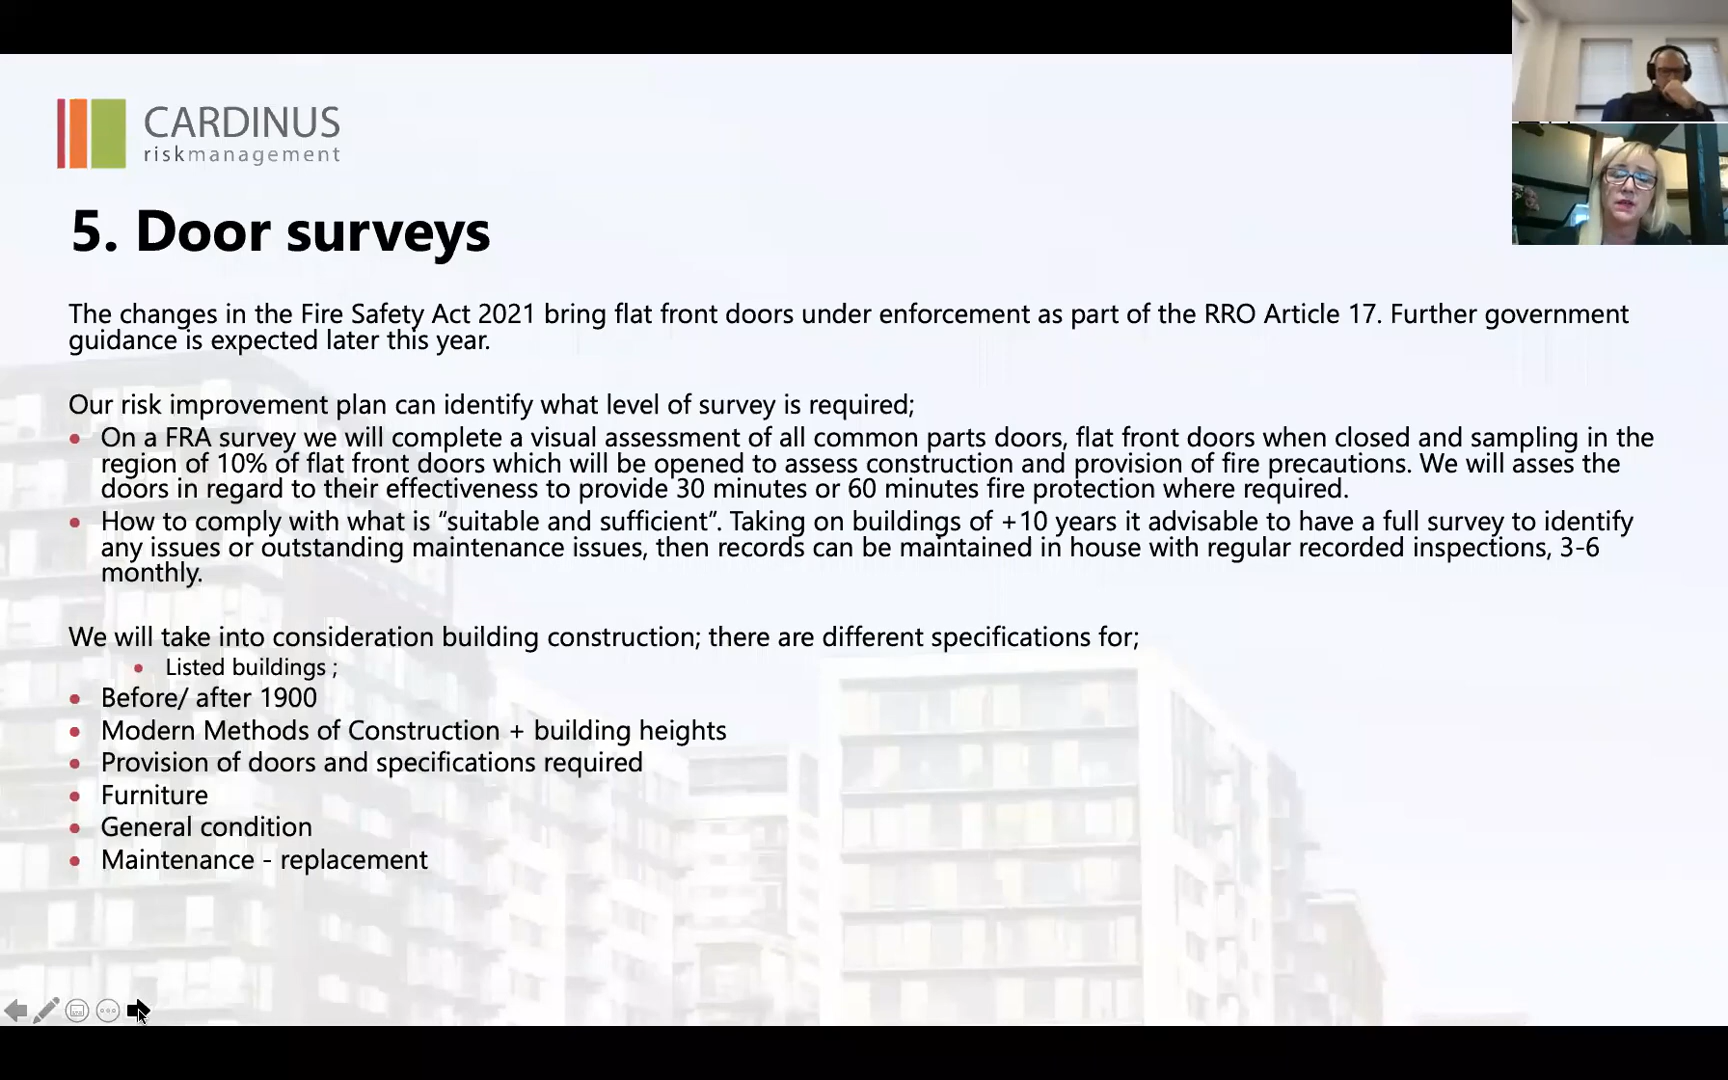 CARDINUS
riskmanagement
5. Door surveys
The changes in the Fire Safety Act 2021 bring flat front doors under enforcement as part of the RRO Article 17. Further government
guidance is expected later this year.
Our risk improvement plan can identify what level of survey is required;
• On a FRA survey we will complete a visual assessment of all common parts doors, flat front doors when closed and sampling in the
region of 10% of flat front doors which will be opened to assess construction and provision of fire precautions. We will asses the
doors in regard to their effectiveness to provide 30 minutes or 60 minutes fire protection where required.
• How to comply with what is “suitable and sufficient”. Taking on buildings of +10 years it advisable to have a full survey to identify
any issues or outstanding maintenance issues, then records can be maintained in house with regular recorded inspections, 3-6
monthly.
We will take into consideration building construction; there are different specifications for;
• Listed buildings ;
• Before/ after 1900
• Modern Methods of Construction + building heights
• Provision of doors and specifications required
• Furniture
• General condition
• Maintenance - replacement